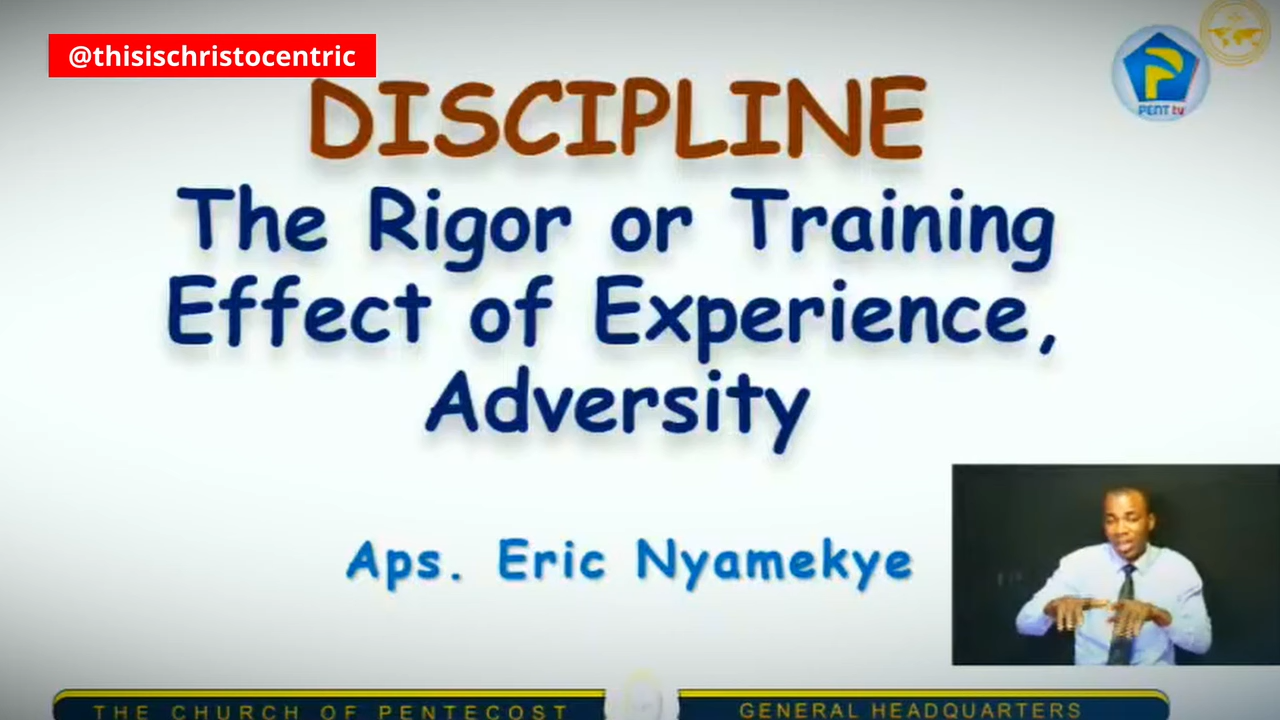 @thisischristocentric
DISCIPLINE
The Rigor or Training
Effect of Experience,
Adversity
Aps. Eric Nyamekye
PENT tv
THE CHURCH OF PENTECOST
GENERAL HEADQUARTERS